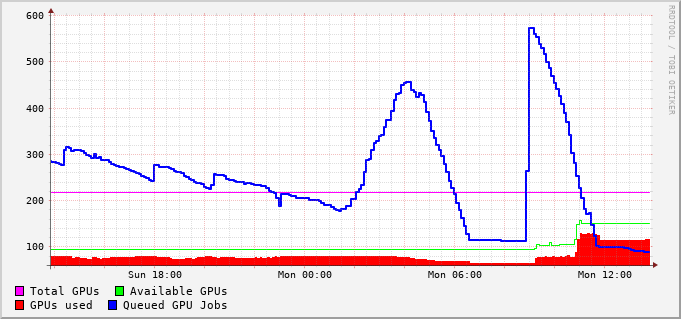 600
500
400
300
200
100
Sun 18:00 Mon 00:00 Mon 06:00 Mon 12:00
Total GPUs Available GPUs
GPUs used Queued GPU Jobs
RRDTOOL / TOBI OETIKER